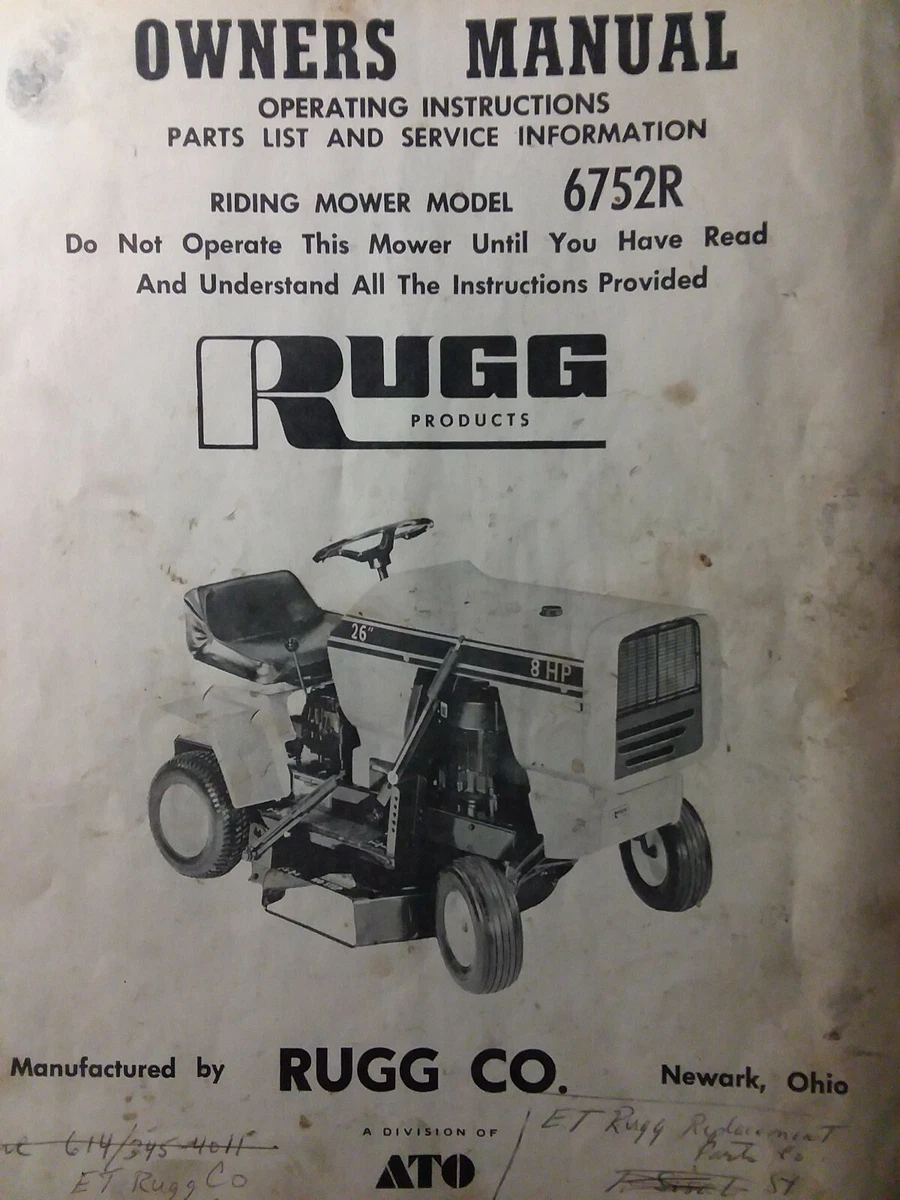 OWNERS MANUAL
OPERATING INSTRUCTIONS
PARTS LIST AND SERVICE INFORMATION
RIDING MOWER MODEL 6752R
Do Not Operate This Mower Until You Have Read
And Understand All The Instructions Provided
RUGG
PRODUCTS
26"
8 HP
Manufactured by RUGG CO. Newark, Ohio
A DIVISION OF
ATO
614/345-4011
ET Rugg Co
ET Rugg Replacement
Parts Co
St